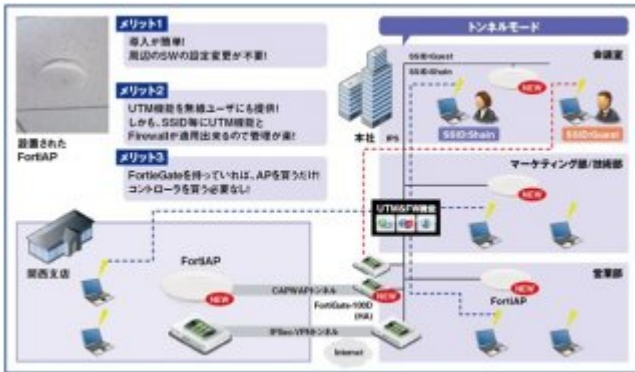 メリット1
導入が簡単!
周辺のSWの設定変更が不要!
メリット2
UTM機能を無線ユーザにも提供!
しかも、SSID毎にUTM機能と
Firewallが適用出来るので管理が楽!
メリット3
FortieGateを持っていれば、APを買うだけ!
コントローラを買う必要なし!
設置された
FortiAP
トンネルモード
SSID:Guest
SSID:Shain
会議室
NEW
SSID:Shain
SSID:Guest
本社
IPS
マーケティング部/技術部
NEW
UTM&FW機能
関西支店
FortiAP
NEW
CAPWAPトンネル
FortiGate-100D
(HA)
NEW
IPSec-VPNトンネル
Internet
営業部
FortiAP
NEW